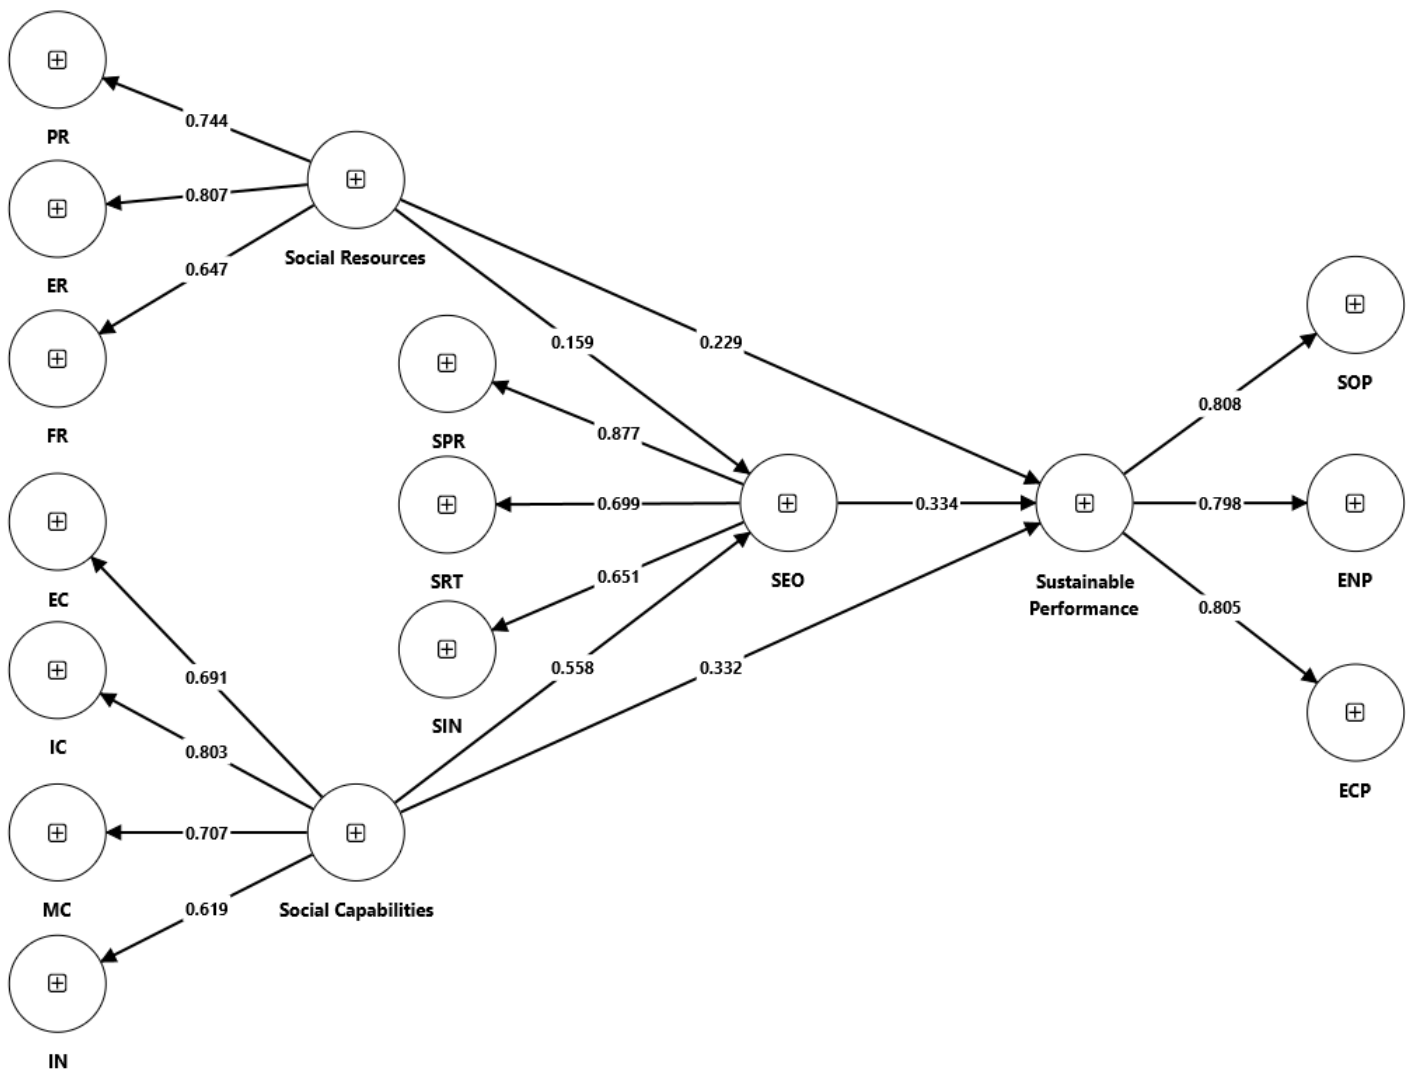 PR
0.744
ER
0.807
FR
0.647
Social Resources
0.159
0.229
SPR
0.877
SRT
0.699
SIN
0.651
SEO
0.334
Sustainable
Performance
SOP
0.808
ENP
0.798
ECP
0.805
EC
0.691
IC
0.803
MC
0.707
IN
0.619
Social Capabilities
0.558
0.332